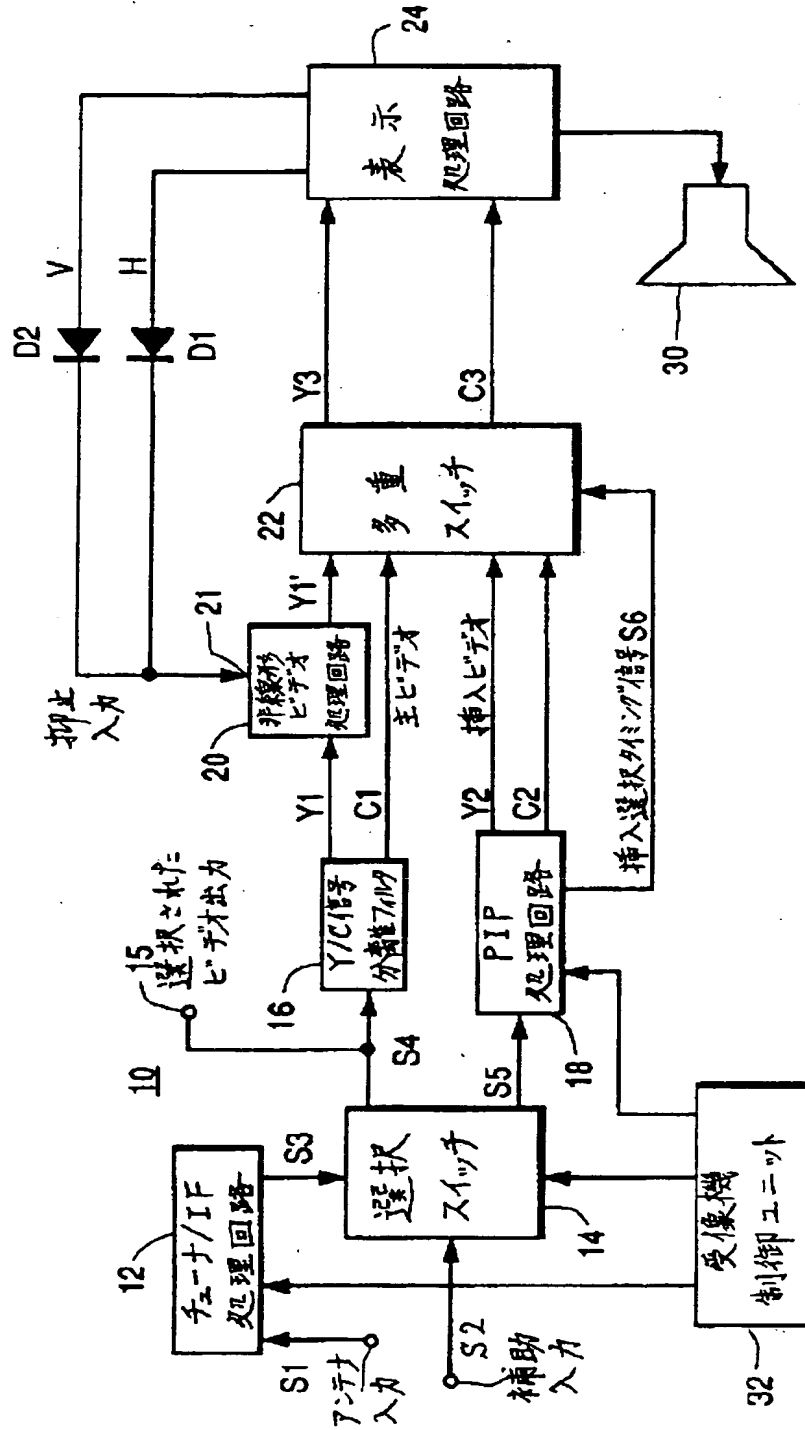 10
12
チューナ/IF
処理回路
S1
アンテナ
入力
S2
補助
入力
S3
選択
スイッチ
14
S4
S5
15
選択された
ビデオ出力
16
Y/C信号
分離フィルタ
Y1
C1
主ビデオ
抑止
入力
20
21
非線形
ビデオ
処理回路
Y1'
PIP
処理回路
18
Y2
C2
挿入ビデオ
挿入選択タイミング信号S6
22
多重
スイッチ
Y3
C3
D2
V
D1
H
24
表示
処理回路
30
32
受像機
制御ユニット